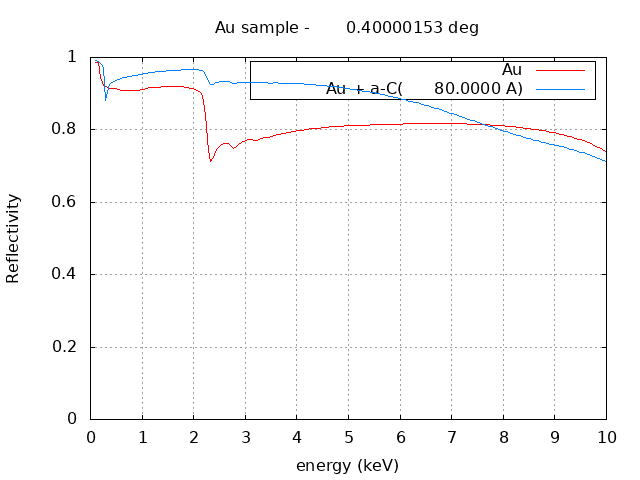 Au sample -       0.40000153 deg
Au
Au + a-C(      80.0000 A)
Reflectivity
1
0.8
0.6
0.4
0.2
0
0 1 2 3 4 5 6 7 8 9 10
energy (keV)